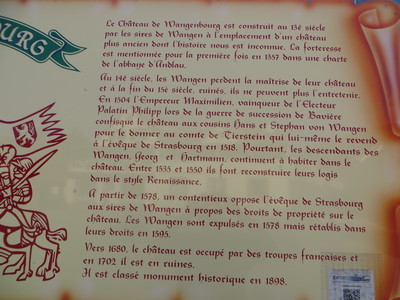 BOURG
Le Château de Wangenbourg est construit au 13è siècle
par les sires de Wangen à l'emplacement d'un château
plus ancien dont l'histoire nous est inconnue. La forteresse
est mentionnée pour la première fois en 1357 dans une charte
de l'abbaye d'Andlau.
Au 14è siècle, les Wangen perdent la maîtrise de leur château
et à la fin du 15è siècle, ruinés, ils ne peuvent plus l'entretenir.
En 1504 l'Empereur Maximilien, vainqueur de l'Electeur
Palatin Philipp lors de la guerre de succession de Bavière
confisque le château aux cousins Hans et Stephan von Wangen
pour le donner au comte de Tierstein qui lui-même le revend
à l'évêque de Strasbourg en 1518. Pourtant, les descendants des
Wangen, Georg et Hartmann, continuent à habiter dans le
château. Entre 1535 et 1550 ils font reconstruire leurs logis
dans le style Renaissance.
A partir de 1578, un contentieux oppose l'évêque de Strasbourg
aux sires de Wangen à propos des droits de propriété sur le
château. Les Wangen sont expulsés en 1578 mais rétablis dans
leurs droits en 1595.
Vers 1680, le château est occupé par des troupes françaises et
en 1702 il est en ruines.
Il est classé monument historique en 1898.